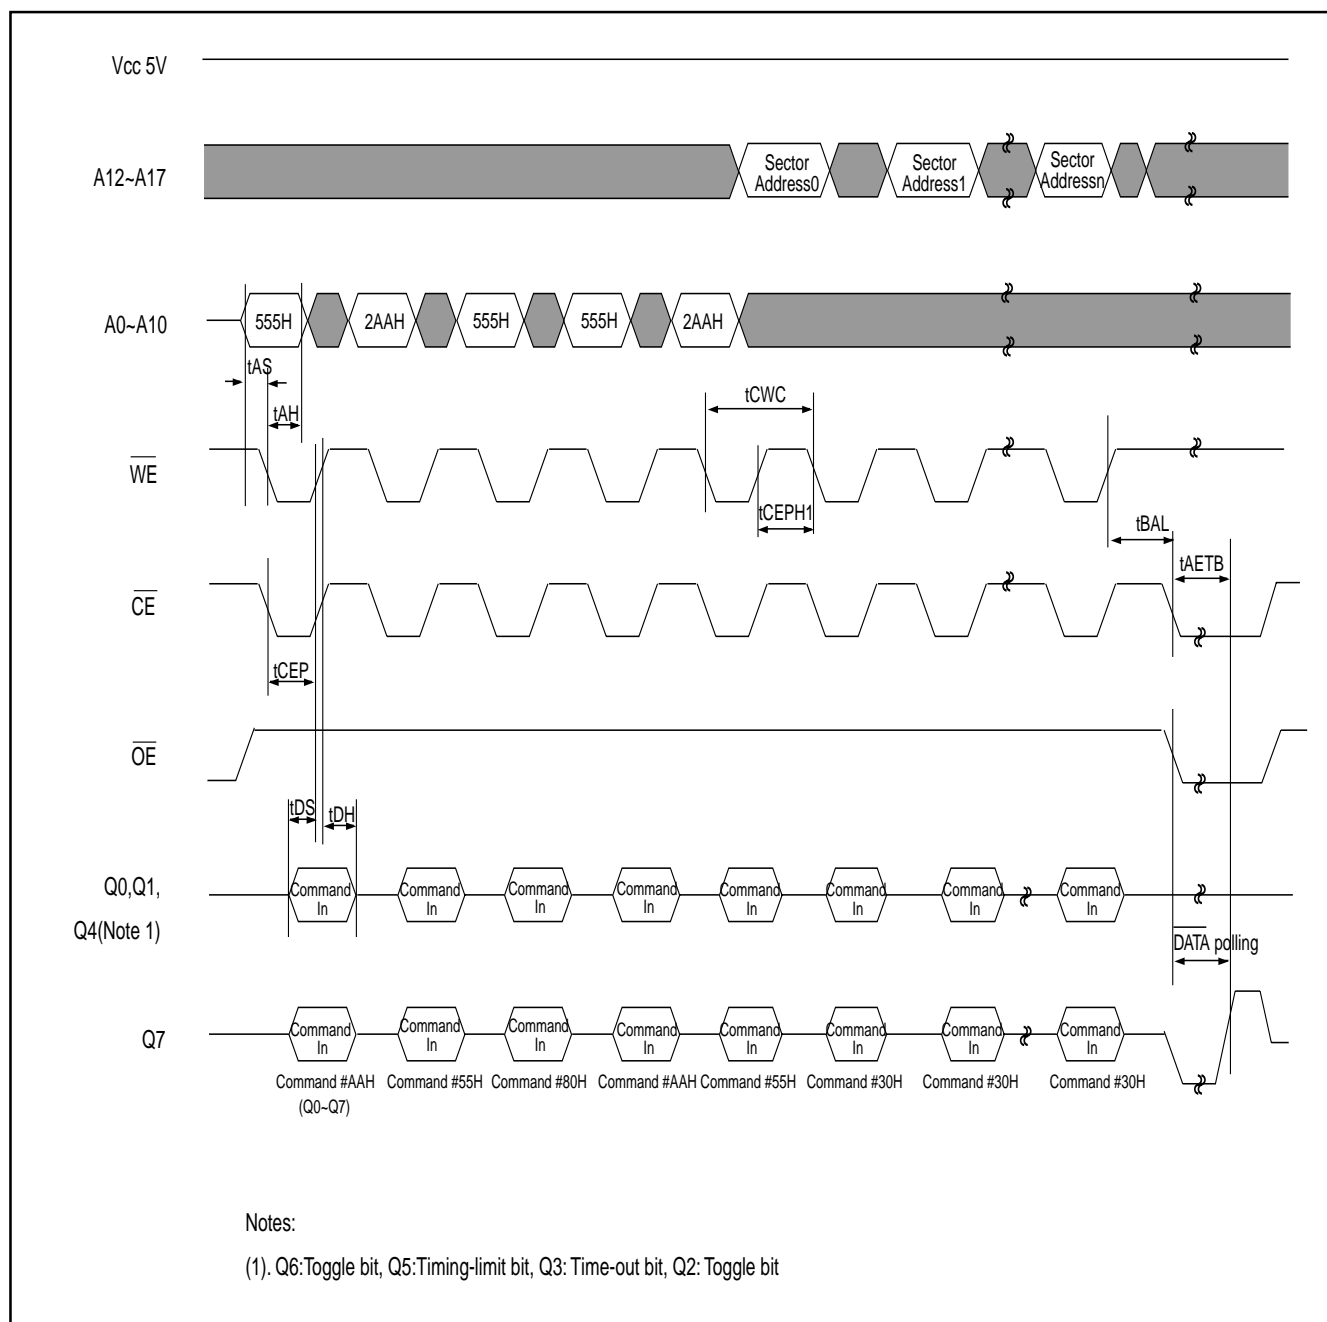 Vcc 5V
A12~A17
Sector
Address0
Sector
Address1
Sector
Addressn
A0~A10
555H
2AAH
555H
555H
2AAH
tAS
tAH
tCWC
WE
tCEPH1
tBAL
tAETB
CE
tCEP
OE
tDS
tDH
Q0,Q1,
Q4(Note 1)
Command
In
Command
In
Command
In
Command
In
Command
In
Command
In
Command
In
Command
In
DATA polling
Q7
Command
In
Command
In
Command
In
Command
In
Command
In
Command
In
Command
In
Command
In
Command #AAH
(Q0~Q7)
Command #55H
Command #80H
Command #AAH
Command #55H
Command #30H
Command #30H
Command #30H
Notes:
(1). Q6:Toggle bit, Q5:Timing-limit bit, Q3: Time-out bit, Q2: Toggle bit